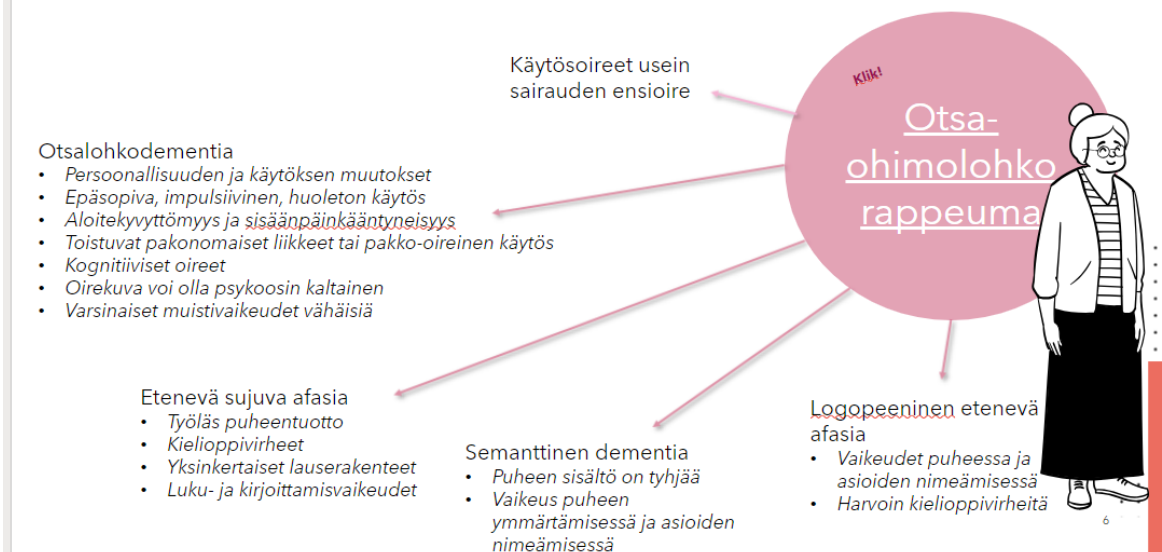 Käytösoireet usein
sairauden ensioire
Klik!
Otsa-
ohimolohko
rappeuma
Otsalohkodementia
• Persoonallisuuden ja käytöksen muutokset
• Epäsopiva, impulsiivinen, huoleton käytös
• Aloitekyvyttömyys ja sisäänpäinkääntyneisyys
• Toistuvat pakonomaiset liikkeet tai pakko-oireinen käytös
• Kognitiiviset oireet
• Oirekuva voi olla psykoosin kaltainen
• Varsinaiset muistivaikeudet vähäisiä
Etenevä sujuva afasia
• Työläs puheentuotto
• Kielioppivirheet
• Yksinkertaiset lauserakenteet
• Luku- ja kirjoittamisvaikeudet
Semanttinen dementia
• Puheen sisältö on tyhjää
• Vaikeus puheen
ymmärtämisessä ja asioiden
nimeämisessä
Logopeeninen etenevä
afasia
• Vaikeudet puheessa ja
asioiden nimeämisessä
• Harvoin kielioppivirheitä
6